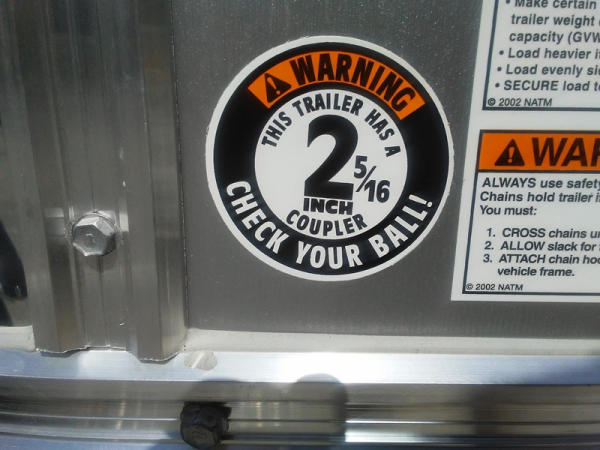 WARNING
THIS TRAILER HAS A
2 5/16
INCH
COUPLER
CHECK YOUR BALL!
• Make certain
trailer weight
capacity (GVW
• Load heavier
• Load evenly
• SECURE load
© 2002 NATM
ALWAYS use safety
Chains hold trailer
You must:
1. CROSS chains
2. ALLOW slack for
3. ATTACH chain
vehicle frame.
© 2002 NATM